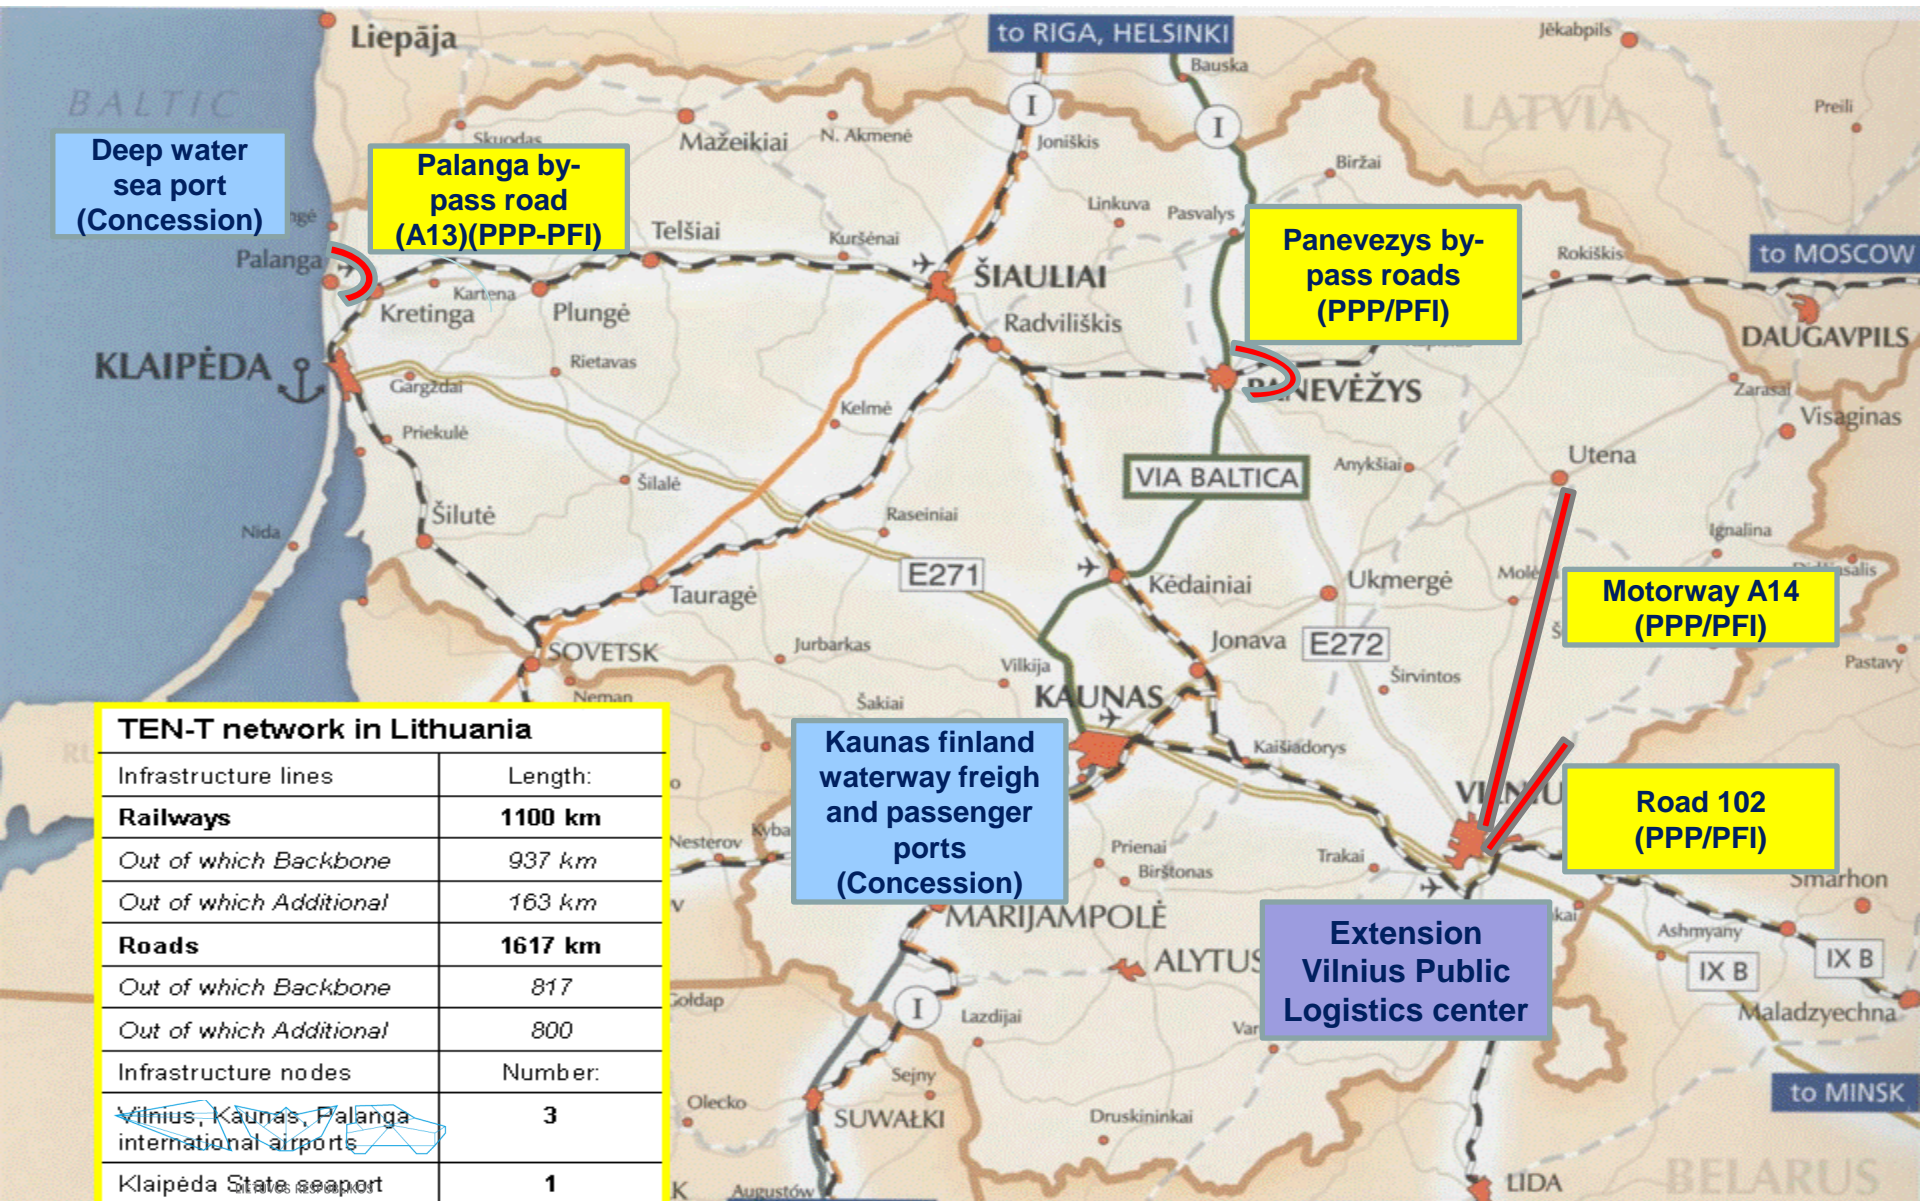 Liepāja
to RIGA, HELSINKI
Jēkabpils
Bauska
BALTIC
LATVIA
Preili
I
I
Skuodas
Mažeikiai
N. Akmenė
Joniškis
Biržai
Deep water
sea port
(Concession)
Palanga by-
pass road
(A13)(PPP-PFI)
Linkuva
Pasvalys
Telšiai
Kuršėnai
Panevezys by-
pass roads
(PPP/PFI)
Rokiškis
to MOSCOW
Palanga
Kartena
Kretinga
Plungė
ŠIAULIAI
Radviliškis
DAUGAVPILS
KLAIPĖDA
Gargždai
Rietavas
PANEVĖŽYS
Zarasai
Visaginas
Kelmė
Priekulė
Utena
Anykšiai
VIA BALTICA
Šilalė
Šilutė
Raseiniai
Nida
Ignalina
E271
Kėdainiai
Ukmergė
Tauragė
Motorway A14
(PPP/PFI)
Jonava
E272
Jurbarkas
SOVETSK
Vilkija
Pastavy
Širvintos
Neman
Šakiai
KAUNAS
TEN-T network in Lithuania
Infrastructure lines Length:
Railways 1100 km
Out of which Backbone 937 km
Out of which Additional 163 km
Roads 1617 km
Out of which Backbone 817
Out of which Additional 800
Infrastructure nodes Number:
Vilnius, Kaunas, Palanga 3
international airports
Klaipėda State seaport 1
LIETUVOS RESPUBLIKOS
Kaunas finland
waterway freigh
and passenger
ports
(Concession)
Kaišiadorys
VILNIU
Road 102
(PPP/PFI)
Nesterov
Prienai
Birštonas
Trakai
Smarhon
MARIJAMPOLĖ
ALYTUS
Extension
Vilnius Public
Logistics center
Ashmyany
IX B
IX B
Gołdap
I
Lazdijai
Maladzyechna
Sejny
Olecko
SUWAŁKI
Druskininkai
to MINSK
Augustów
LIDA
BELARUS